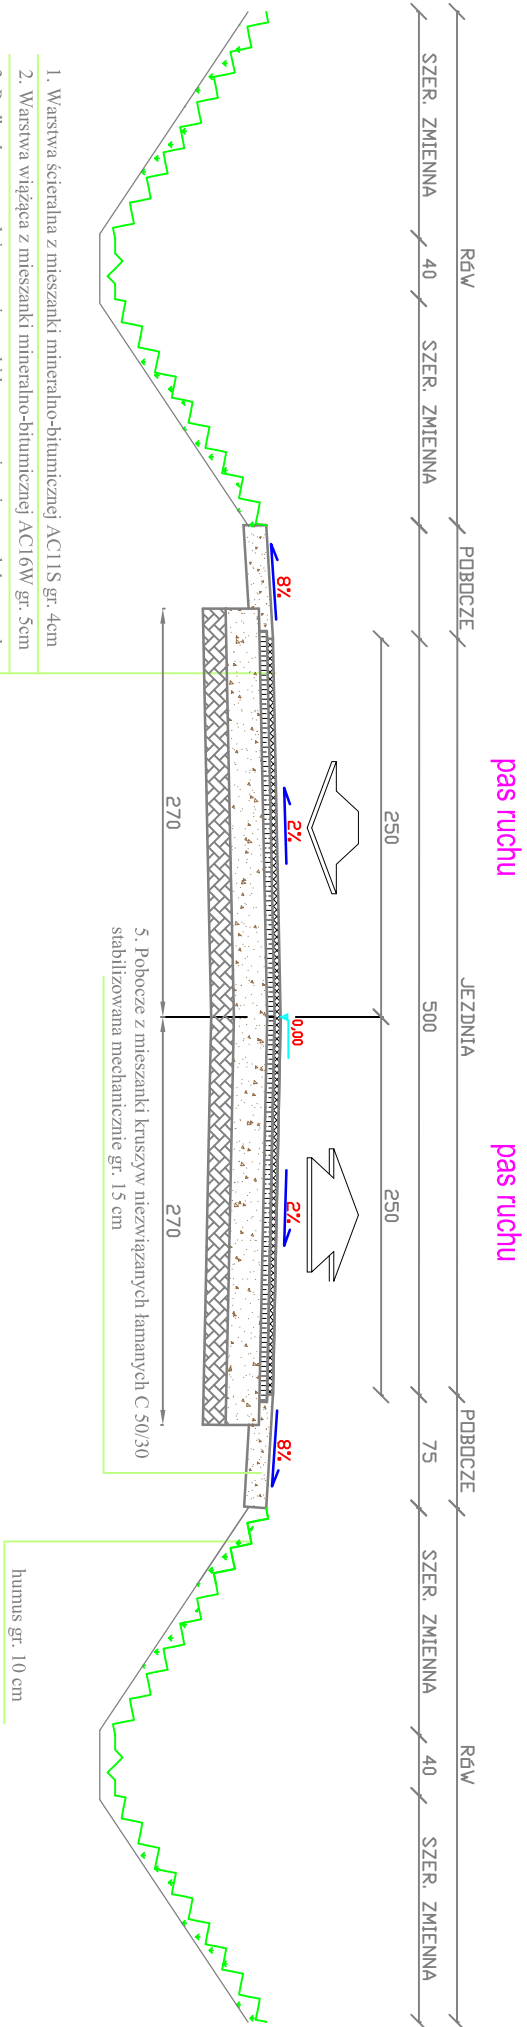 pas ruchu
pas ruchu
RÓW
POBOCZE
JEZDNIA
POBOCZE
RÓW
SZER. ZMIENNA
40
SZER. ZMIENNA
500
75
SZER. ZMIENNA
40
SZER. ZMIENNA
250
250
8%
2%
0,00
2%
8%
270
270
5. Pobocze z mieszanki kruszyw niezwiązanych łamanych C 50/30
stabilizowana mechanicznie gr. 15 cm
1. Warstwa ścieralna z mieszanki mineralno-bitumicznej AC11S gr. 4cm
2. Warstwa wiążąca z mieszanki mineralno-bitumicznej AC16W gr. 5cm
humus gr. 10 cm